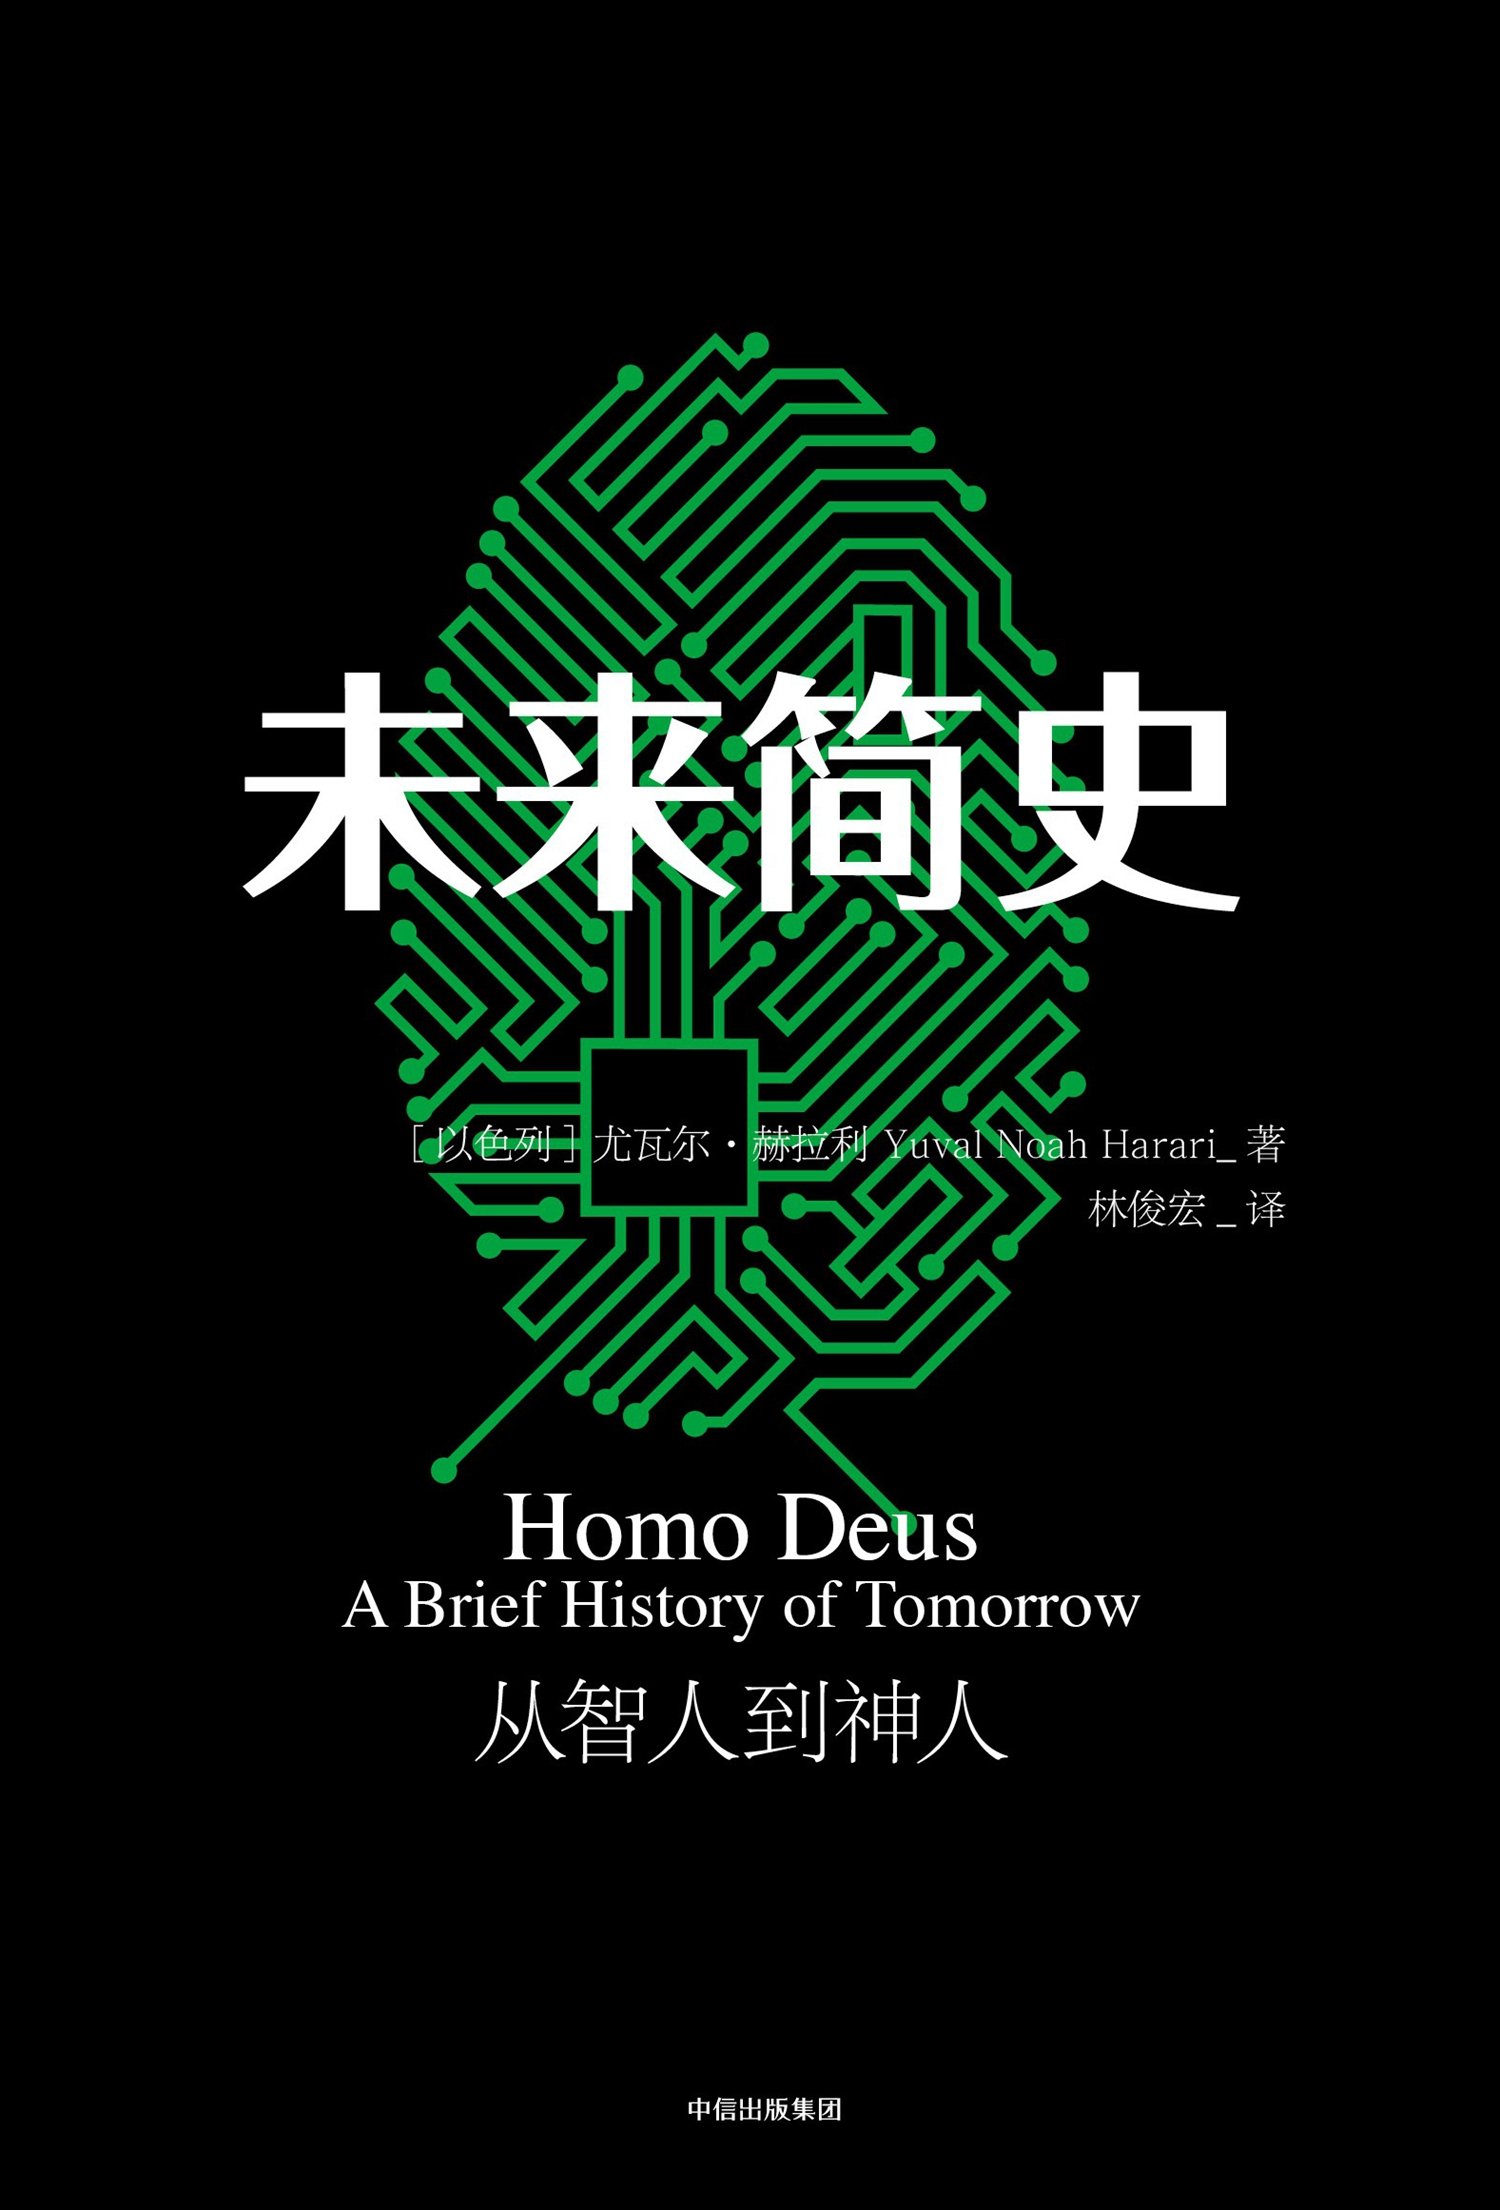 未来简史
[以色列] 尤瓦尔·赫拉利 Yuval Noah Harari_ 著
林俊宏 _ 译
Homo Deus
A Brief History of Tomorrow
从智人到神人
中信出版集团